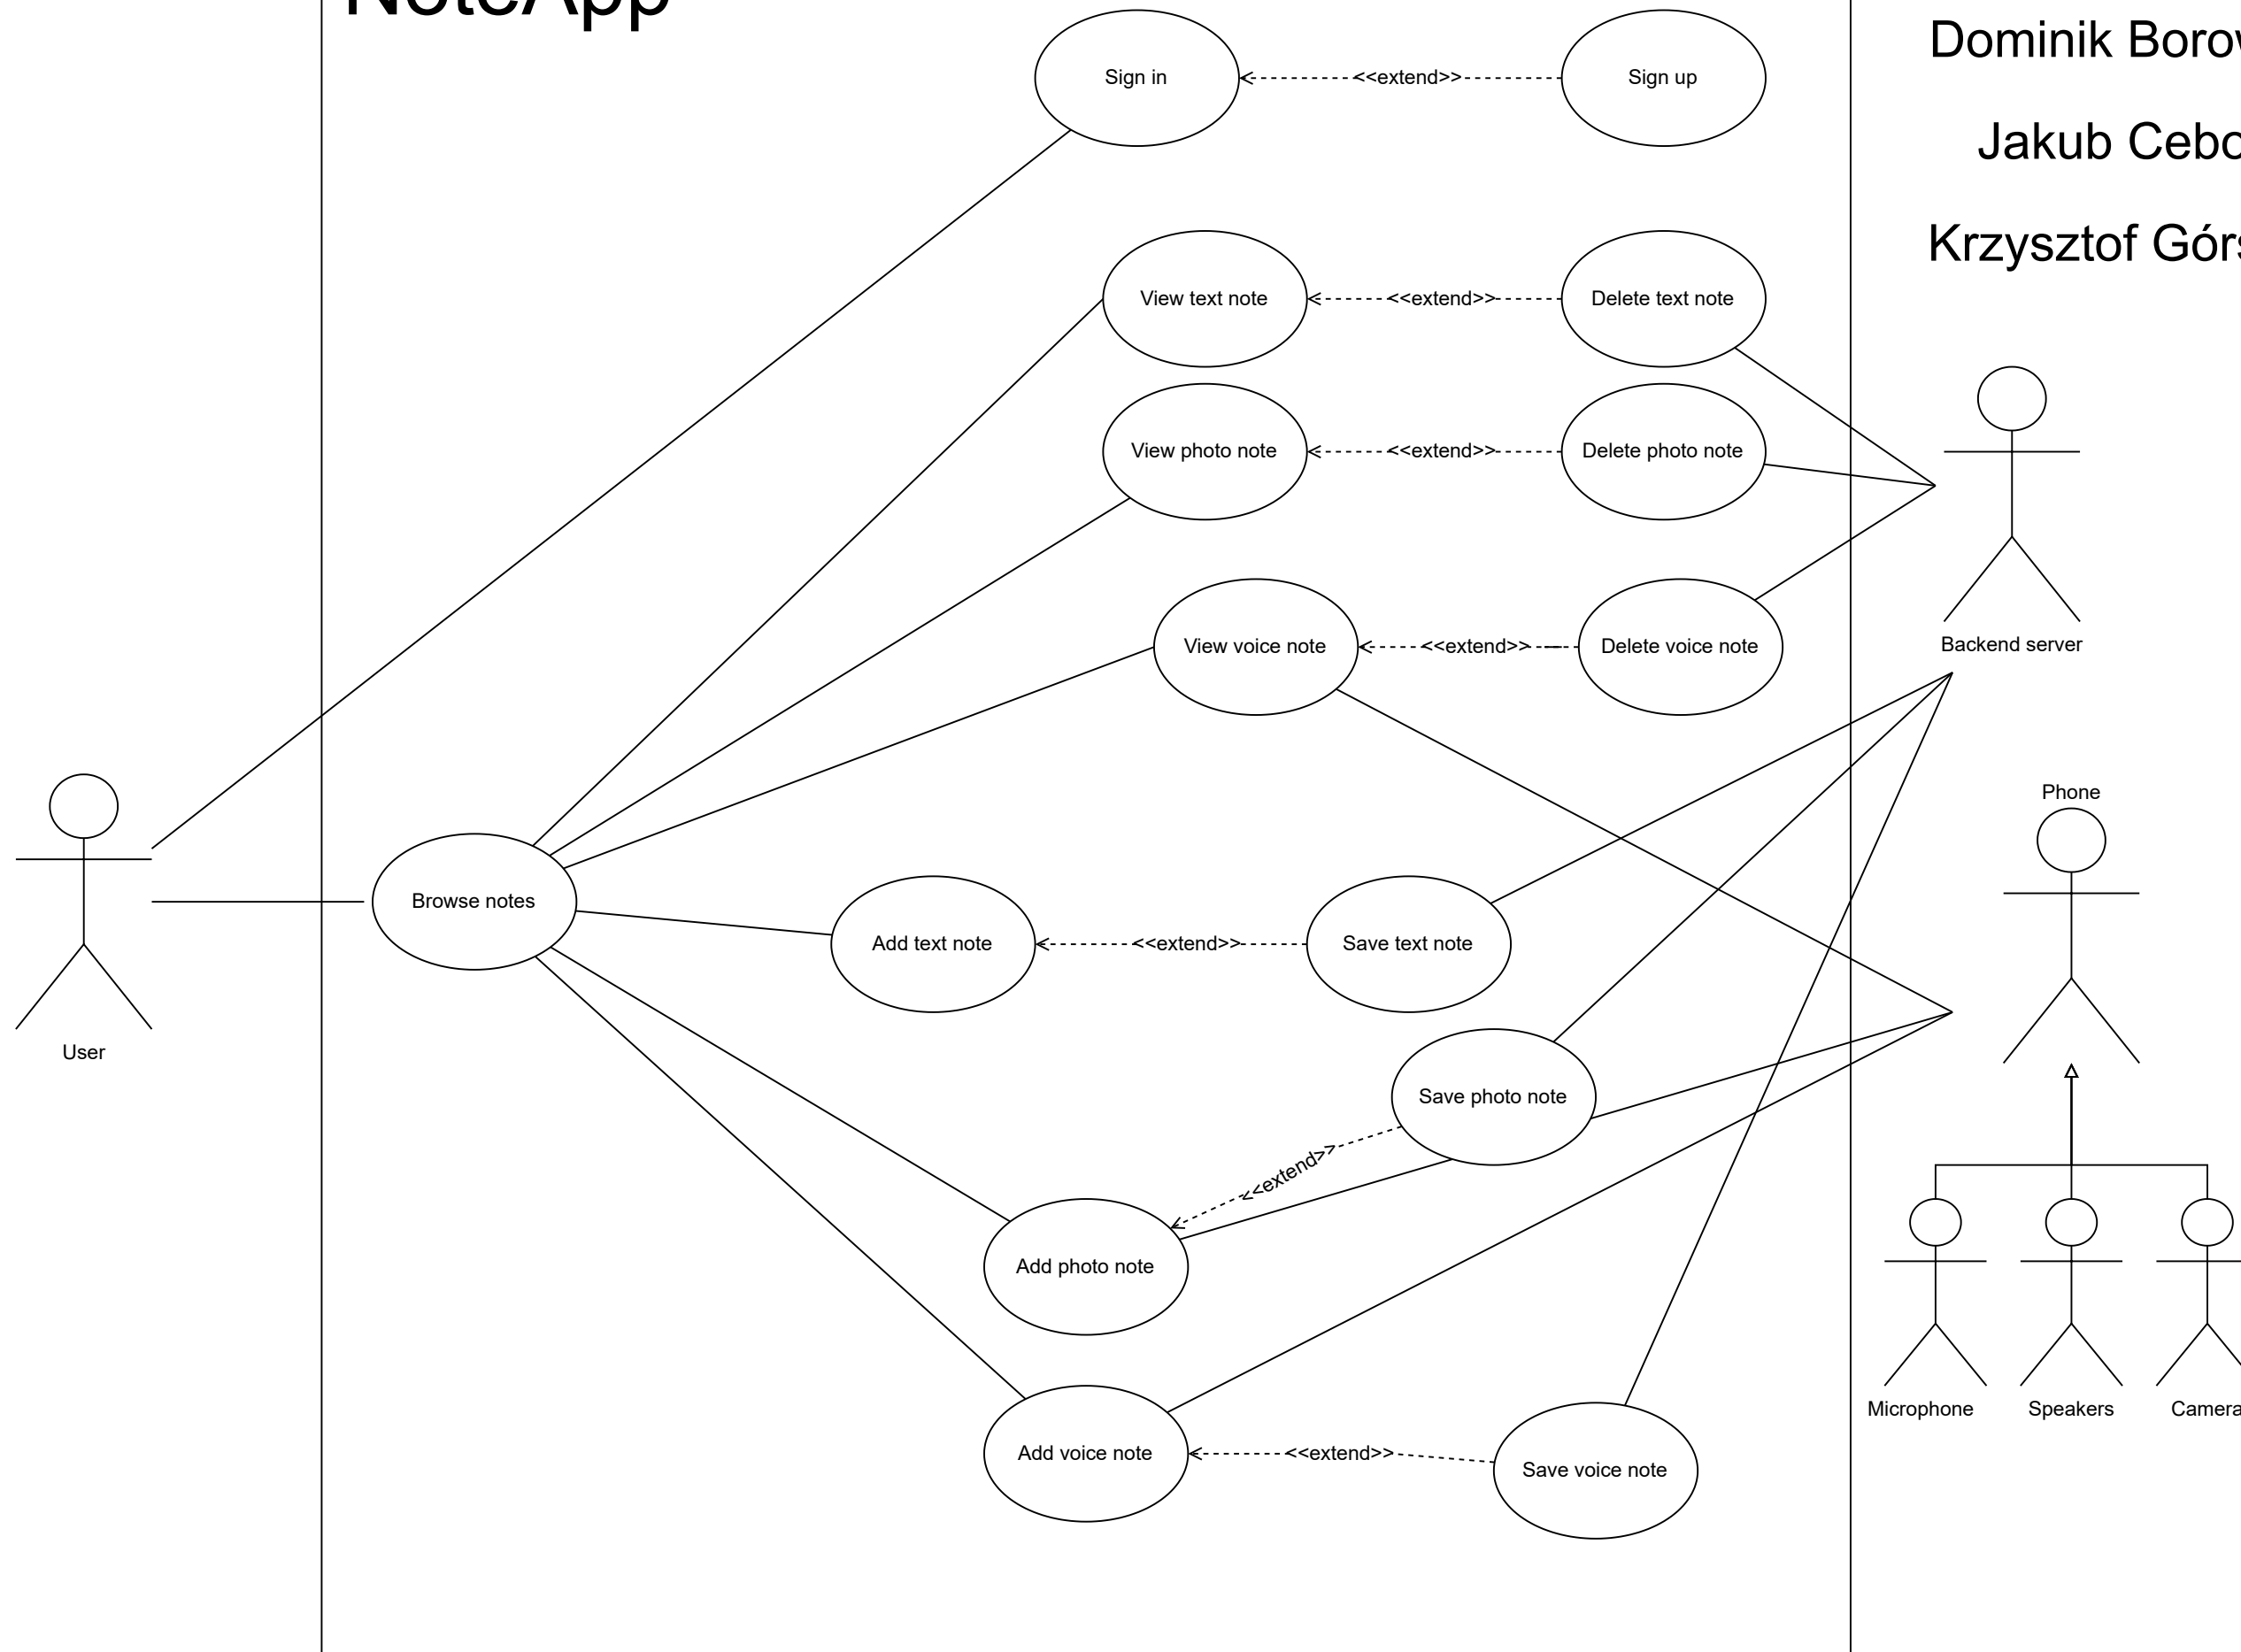 NoteApp
Dominik
Sign in
<<extend>>
Sign up
Jakub
Krzysztof
View text note
<<extend>>
Delete text note
View photo note
<<extend>>
Delete photo note
View voice note
<<extend>>
Delete voice note
Backend server
Phone
Browse notes
Add text note
<<extend>>
Save text note
User
Save photo note
<<extend>>
Add photo note
Microphone
Speakers
Camera
Add voice note
<<extend>>
Save voice note